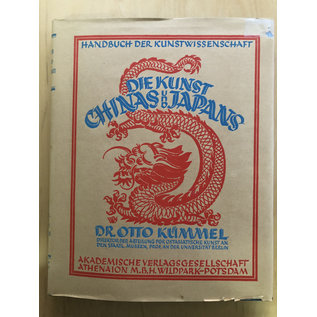 HANDBUCH DER KUNSTWISSENSCHAFT
DIE KUNST
CHINAS UND JAPANS
DR. OTTO KÜMMEL
DIREKTOR DER ABTEILUNG FÜR OSTASIATISCHE KUNST AN
DEN STAATL. MUSEEN, PROF. AN DER UNIVERSITÄT BERLIN
AKADEMISCHE VERLAGSGESELLSCHAFT
ATHENAION M.B.H. WILDPARK-POTSDAM